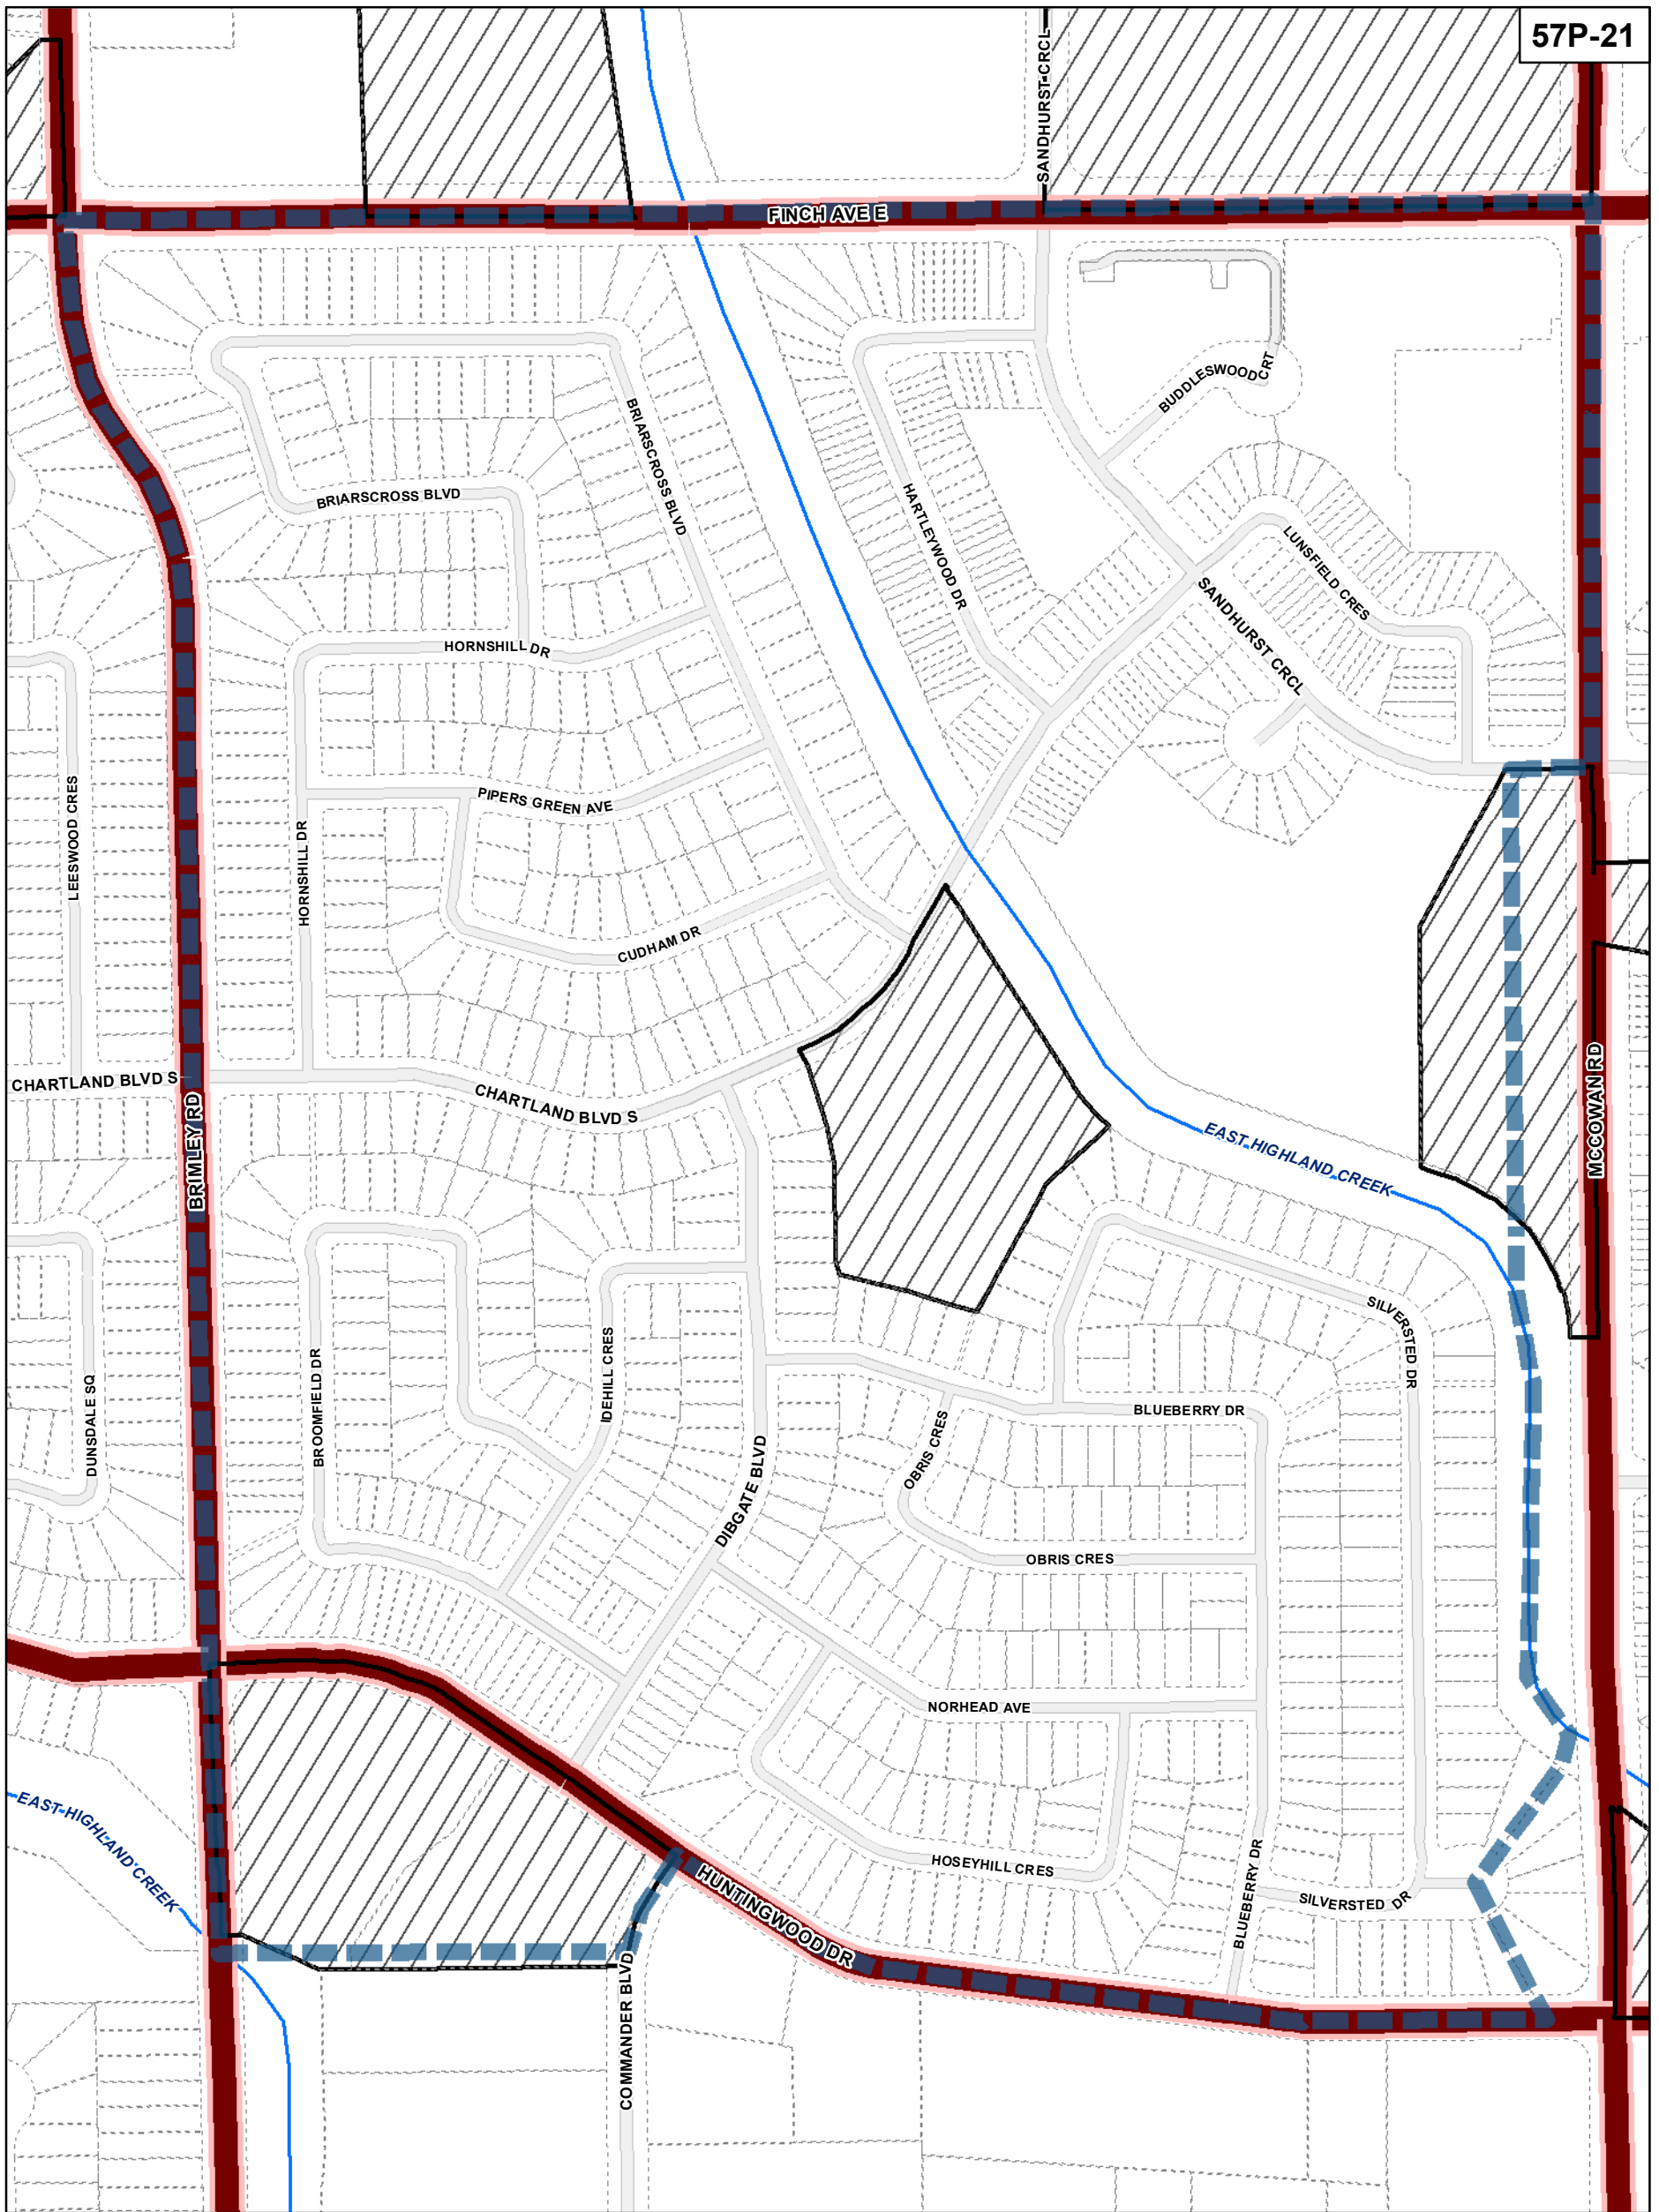 57P-21
SANDHURST CRCL
FINCH AVE E
BUDDLESWOOD CRT
BRIARSCROSS BLVD
BRIARSCROSS BLVD
HARTLEYWOOD DR
LUNSFIELD CRES
SANDHURST CRCL
HORNSHILL DR
LEESWOOD CRES
PIPERS GREEN AVE
HORNSHILL DR
CUDHAM DR
MCCOWAN RD
CHARTLAND BLVD S
CHARTLAND BLVD S
BRIMLEY RD
EAST HIGHLAND CREEK
SILVERSTED DR
IDEHILL CRES
BROOMFIELD DR
DUNSDALE SQ
BLUEBERRY DR
OBRIS CRES
DIBGATE BLVD
OBRIS CRES
NORHEAD AVE
EAST HIGHLAND CREEK
HOSEYHILL CRES
HUNTINGWOOD DR
BLUEBERRY DR
SILVERSTED DR
COMMANDER BLVD